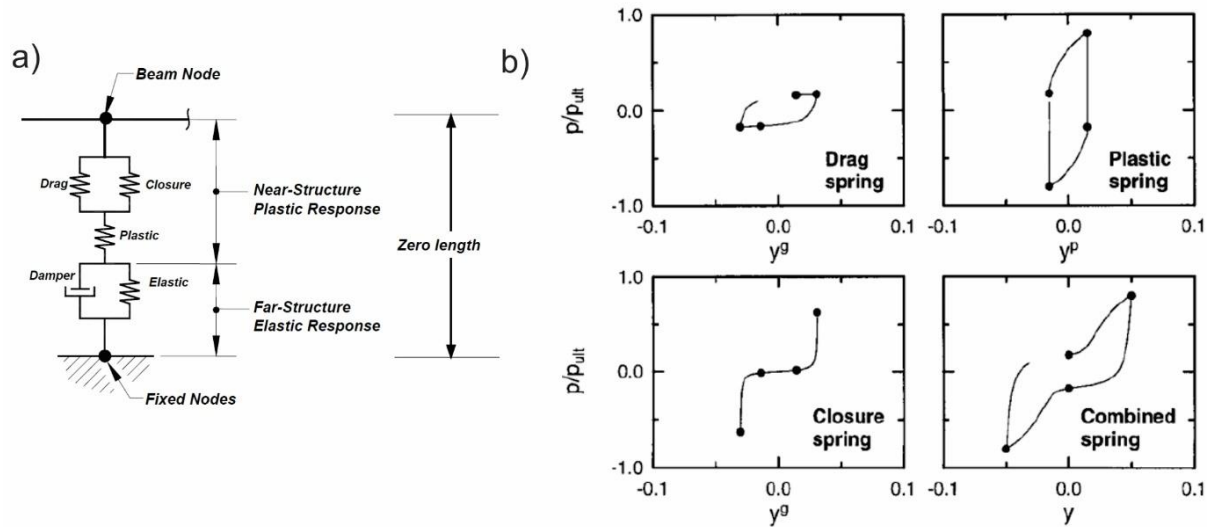 a)
Beam Node
Drag
Closure
Near-Structure
Plastic Response
Plastic
Zero length
Damper
Elastic
Far-Structure
Elastic Response
Fixed Nodes
b)
1.0
0.0
-1.0
p/pult
-0.1
0.0
0.1
y^g
Drag
spring
-0.1
0.0
0.1
y^p
Plastic
spring
1.0
0.0
-1.0
p/pult
-0.1
0.0
0.1
y^g
Closure
spring
-0.1
0.0
0.1
y
Combined
spring